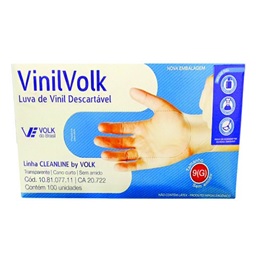 NOVA EMBALAGEM
VinilVolk
Luva de Vinil Descartável
VOLK
do Brasil
Linha CLEANLINE by VOLK
Transparente | Cano curto | Sem amido
Cód. 10.81.077.11 | CA 20.722
Contém 100 unidades
9(G)